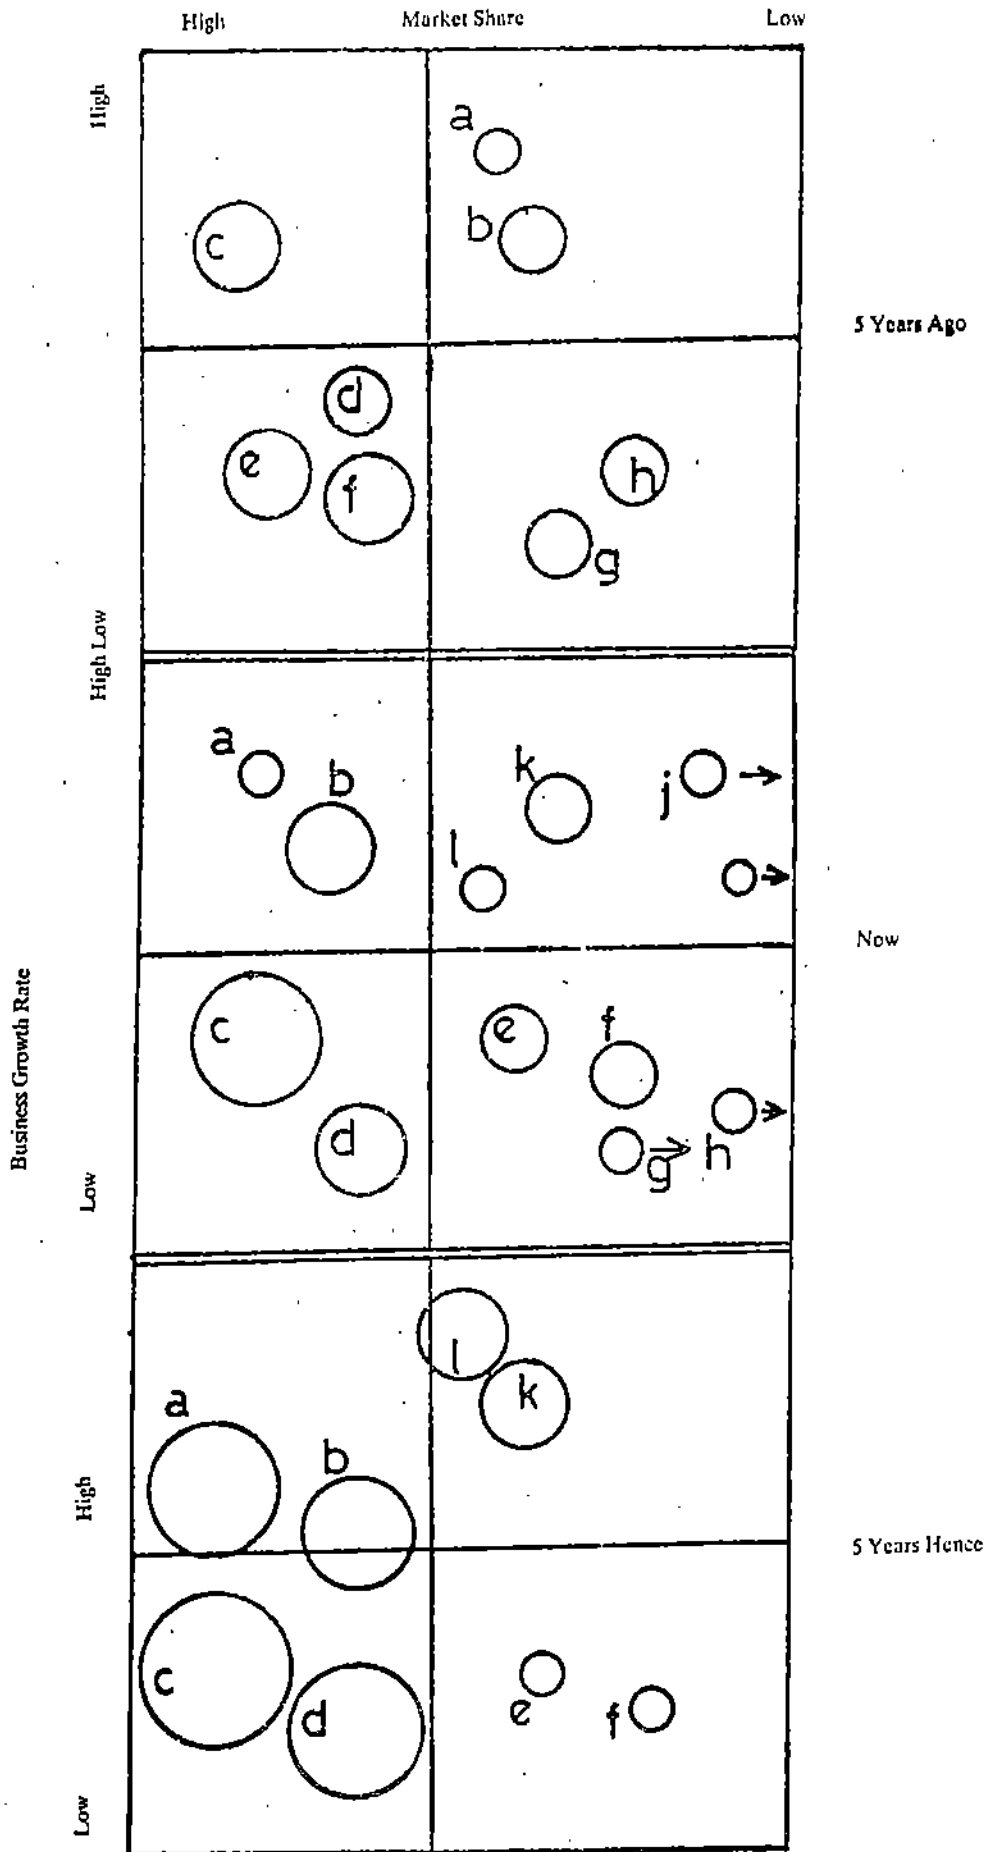 High Market Share Low
High
a
b
c
5 Years Ago
d
e
f
h
g
High Low
a
b
k
j
l
Now
Business Growth Rate
c
e
f
d
g
h
Low
l
k
a
b
High
5 Years Hence
c
d
e
f
Low